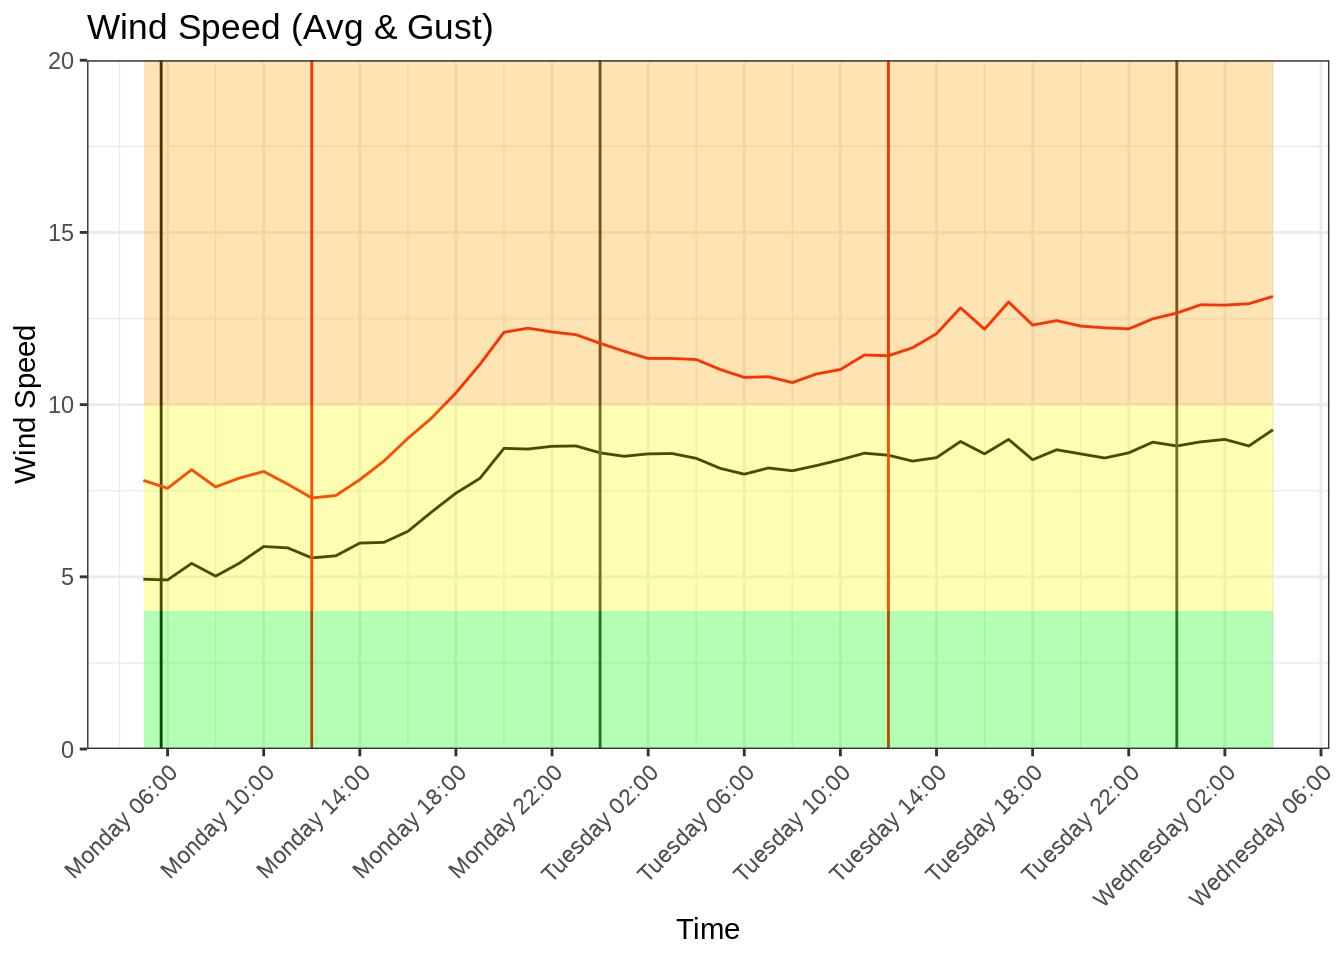 Wind Speed (Avg & Gust)
Wind Speed
20
15
10
5
0
Monday 06:00
Monday 10:00
Monday 14:00
Monday 18:00
Monday 22:00
Tuesday 02:00
Tuesday 06:00
Tuesday 10:00
Tuesday 14:00
Tuesday 18:00
Tuesday 22:00
Wednesday 02:00
Wednesday 06:00
Time